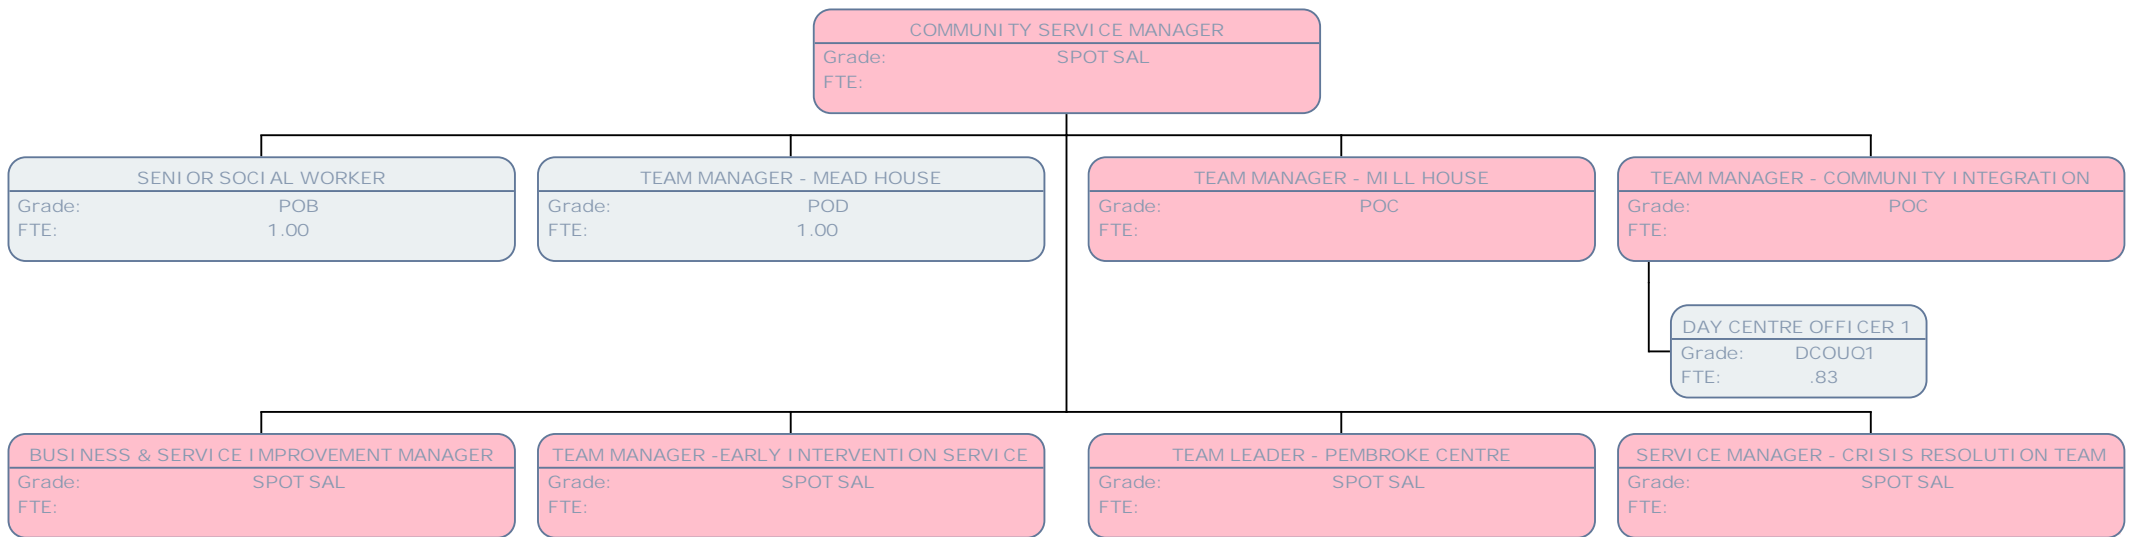 COMMUNITY SERVICE MANAGER
Grade: SPOT SAL
FTE:
SENIOR SOCIAL WORKER
Grade: POB
FTE: 1.00
TEAM MANAGER - MEAD HOUSE
Grade: POD
FTE: 1.00
TEAM MANAGER - MILL HOUSE
Grade: POC
FTE:
TEAM MANAGER - COMMUNITY INTEGRATION
Grade: POC
FTE:
DAY CENTRE OFFICER 1
Grade: DCOUQ1
FTE: .83
BUSINESS & SERVICE IMPROVEMENT MANAGER
Grade: SPOT SAL
FTE:
TEAM MANAGER -EARLY INTERVENTION SERVICE
Grade: SPOT SAL
FTE:
TEAM LEADER - PEMBROKE CENTRE
Grade: SPOT SAL
FTE:
SERVICE MANAGER - CRISIS RESOLUTION TEAM
Grade: SPOT SAL
FTE: